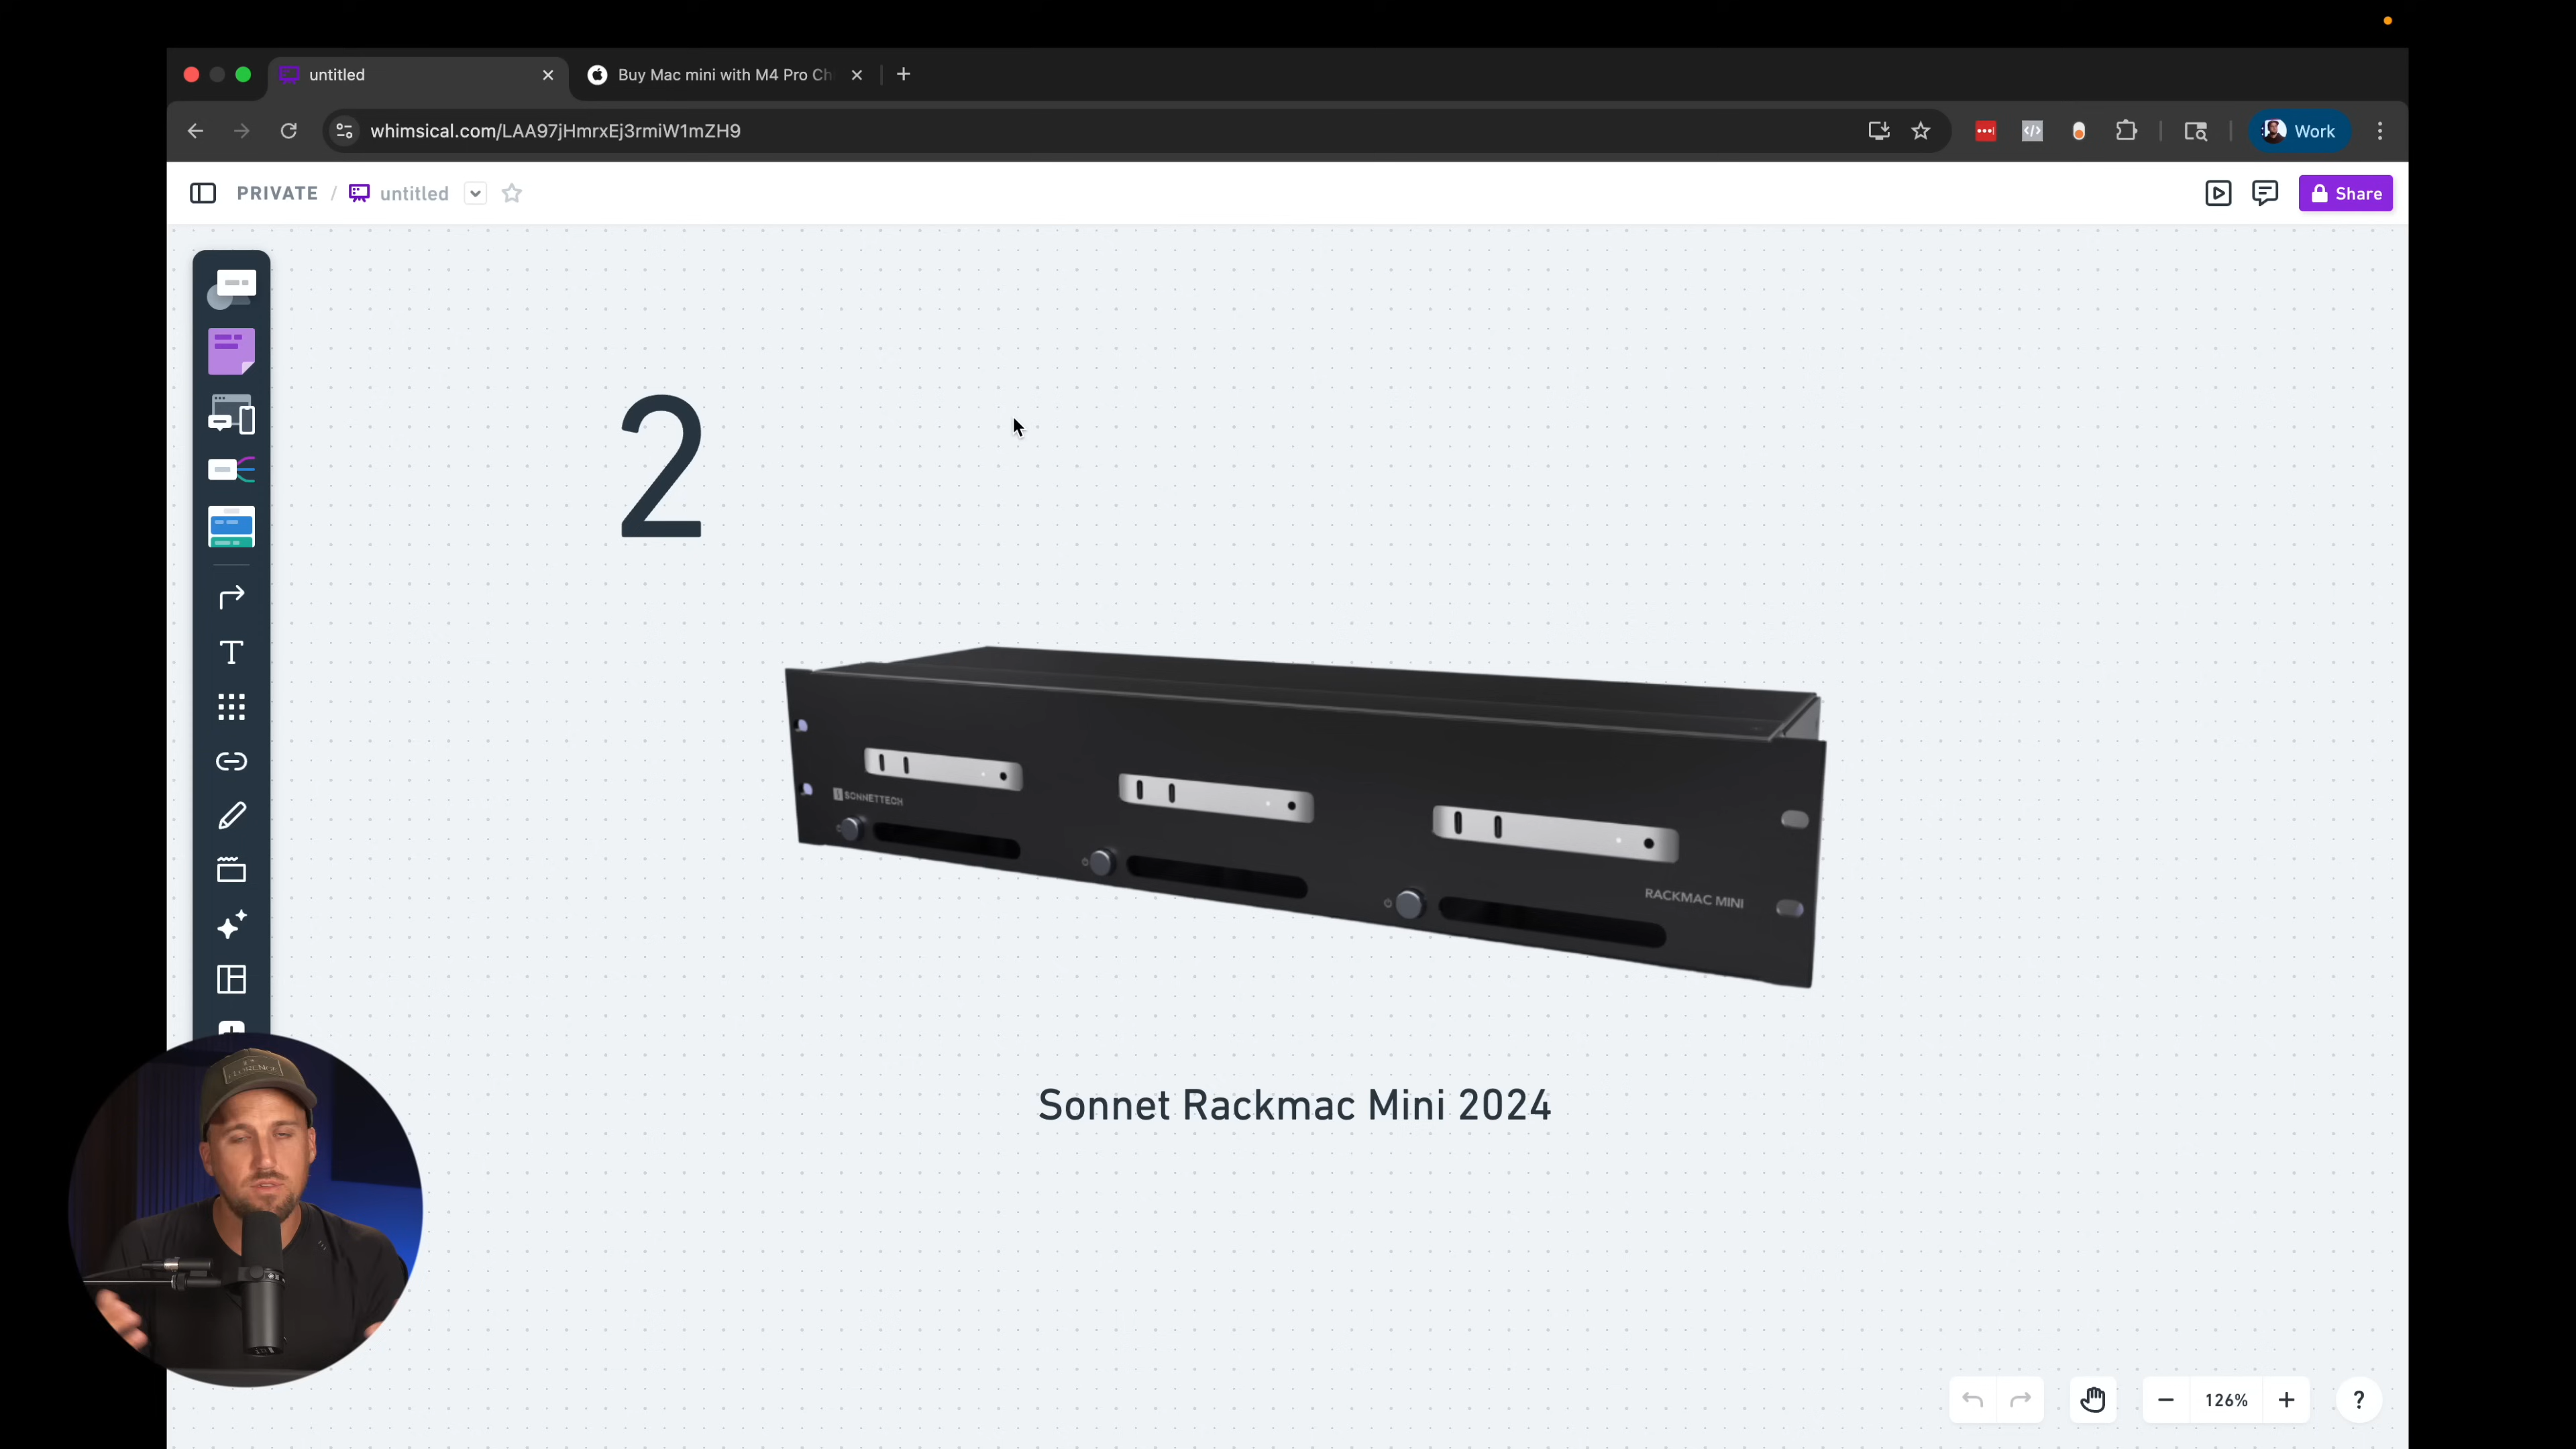 untitled
Buy Mac mini with M4 Pro Ch
whimsical.com/LAA97jHmrxEj3rmiW1mZH9
Work
PRIVATE / untitled
Share
2
SONNETTECH
RACKMAC MINI
Sonnet Rackmac Mini 2024
126%
?